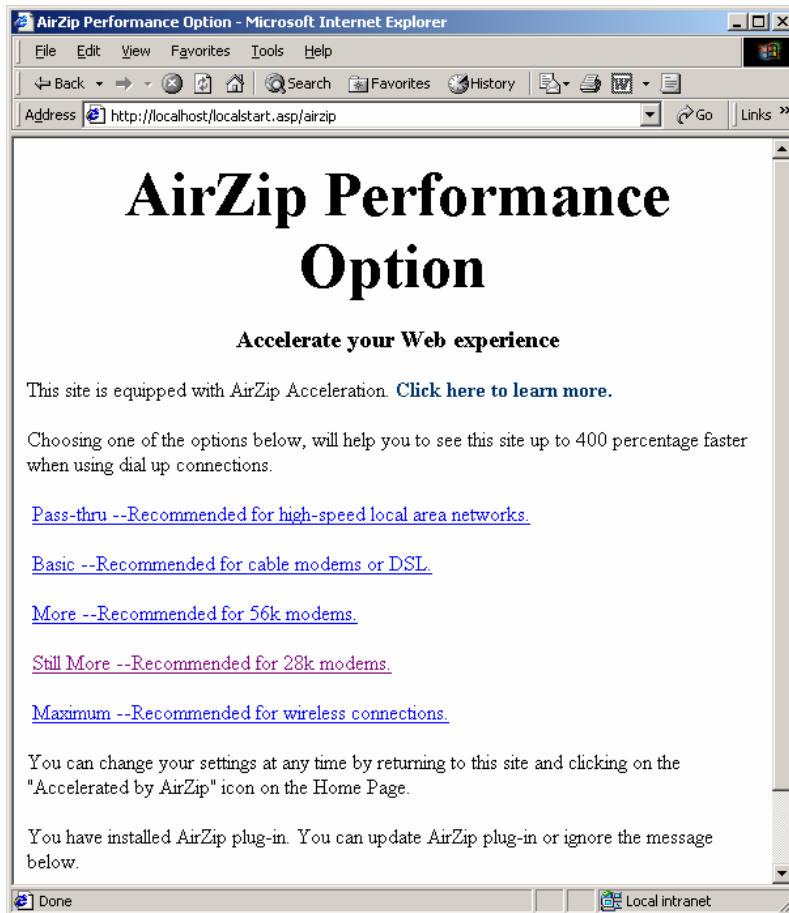 AirZip Performance Option - Microsoft Internet Explorer
File Edit View Favorites Tools Help
Back Search Favorites History
Address http://localhost/localstart.asp/airzip Go Links »
AirZip Performance
Option
Accelerate your Web experience
This site is equipped with AirZip Acceleration. Click here to learn more.
Choosing one of the options below, will help you to see this site up to 400 percentage faster
when using dial up connections.
Pass-thru --Recommended for high-speed local area networks.
Basic --Recommended for cable modems or DSL.
More --Recommended for 56k modems.
Still More --Recommended for 28k modems.
Maximum --Recommended for wireless connections.
You can change your settings at any time by returning to this site and clicking on the
"Accelerated by AirZip" icon on the Home Page.
You have installed AirZip plug-in. You can update AirZip plug-in or ignore the message
below.
Done Local intranet